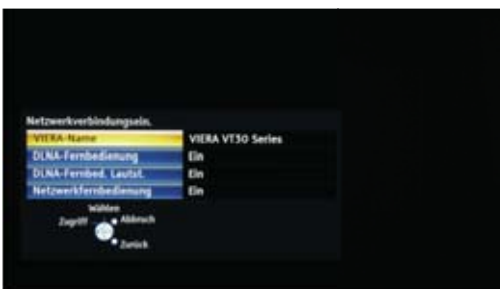 Netzwerkverbindungsein.
VIERA-Name VIERA VT30 Series
DLNA-Fernbedienung Ein
DLNA-Fernbed. Lautst. Ein
Netzwerkfernbedienung Ein
Wählen
Zugriff Abbruch
Zurück